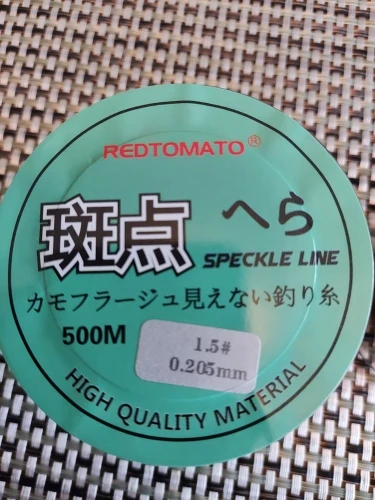 REDTOMATO®
斑点 へら
SPECKLE LINE
カモフラージュ見えない釣り糸
500M
1.5#
0.205mm
HIGH QUALITY MATERIAL